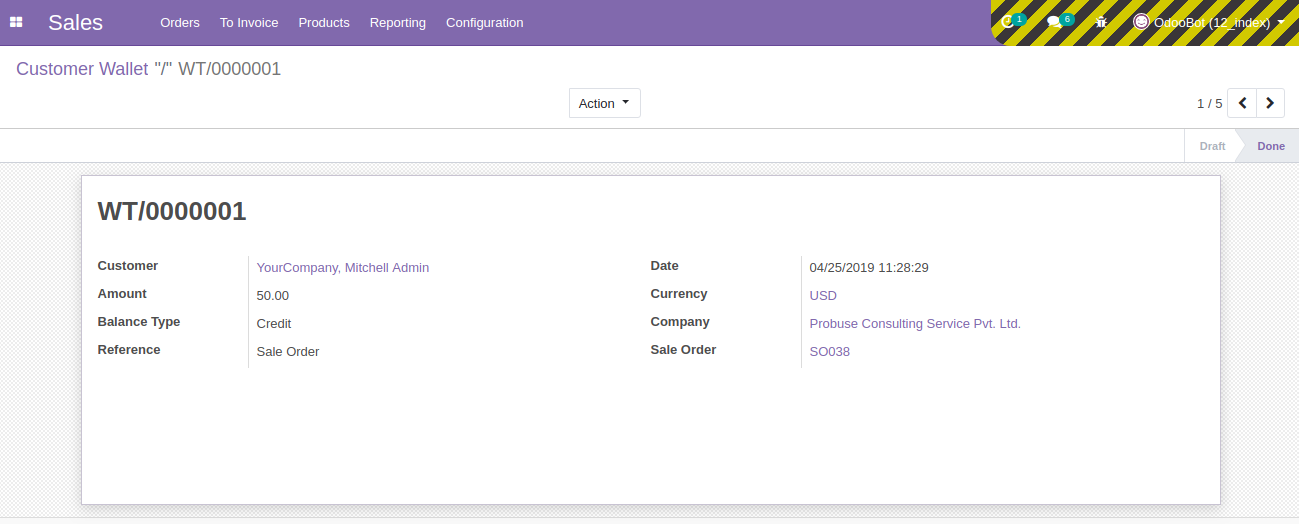 Sales Orders To Invoice Products Reporting Configuration 1 6 OdooBot (12_index)
Customer Wallet "/" WT/0000001
Action 1 / 5
Draft Done
WT/0000001
Customer YourCompany, Mitchell Admin Date 04/25/2019 11:28:29
Amount 50.00 Currency USD
Balance Type Credit Company Probuse Consulting Service Pvt. Ltd.
Reference Sale Order Sale Order SO038